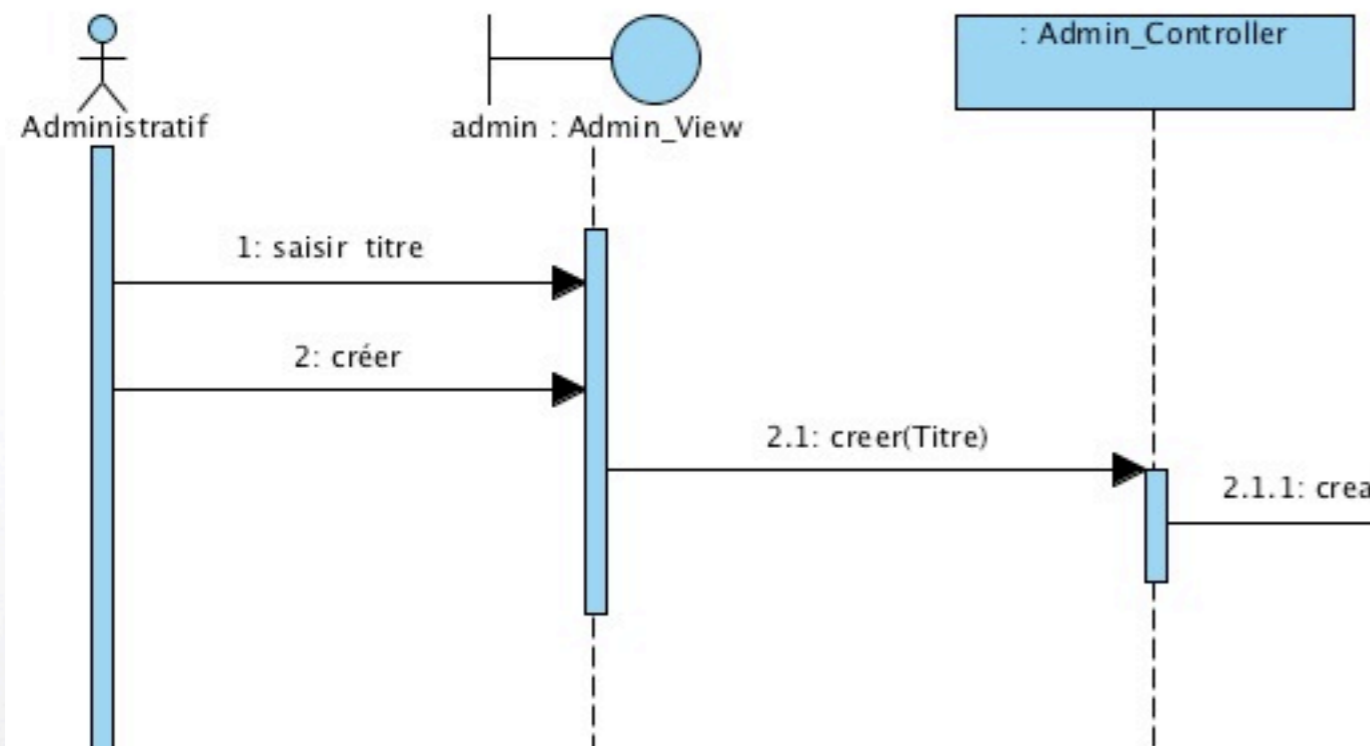 : Admin_Controller
Administratif
admin : Admin_View
1: saisir titre
2: créer
2.1: creer(Titre)
2.1.1: crea